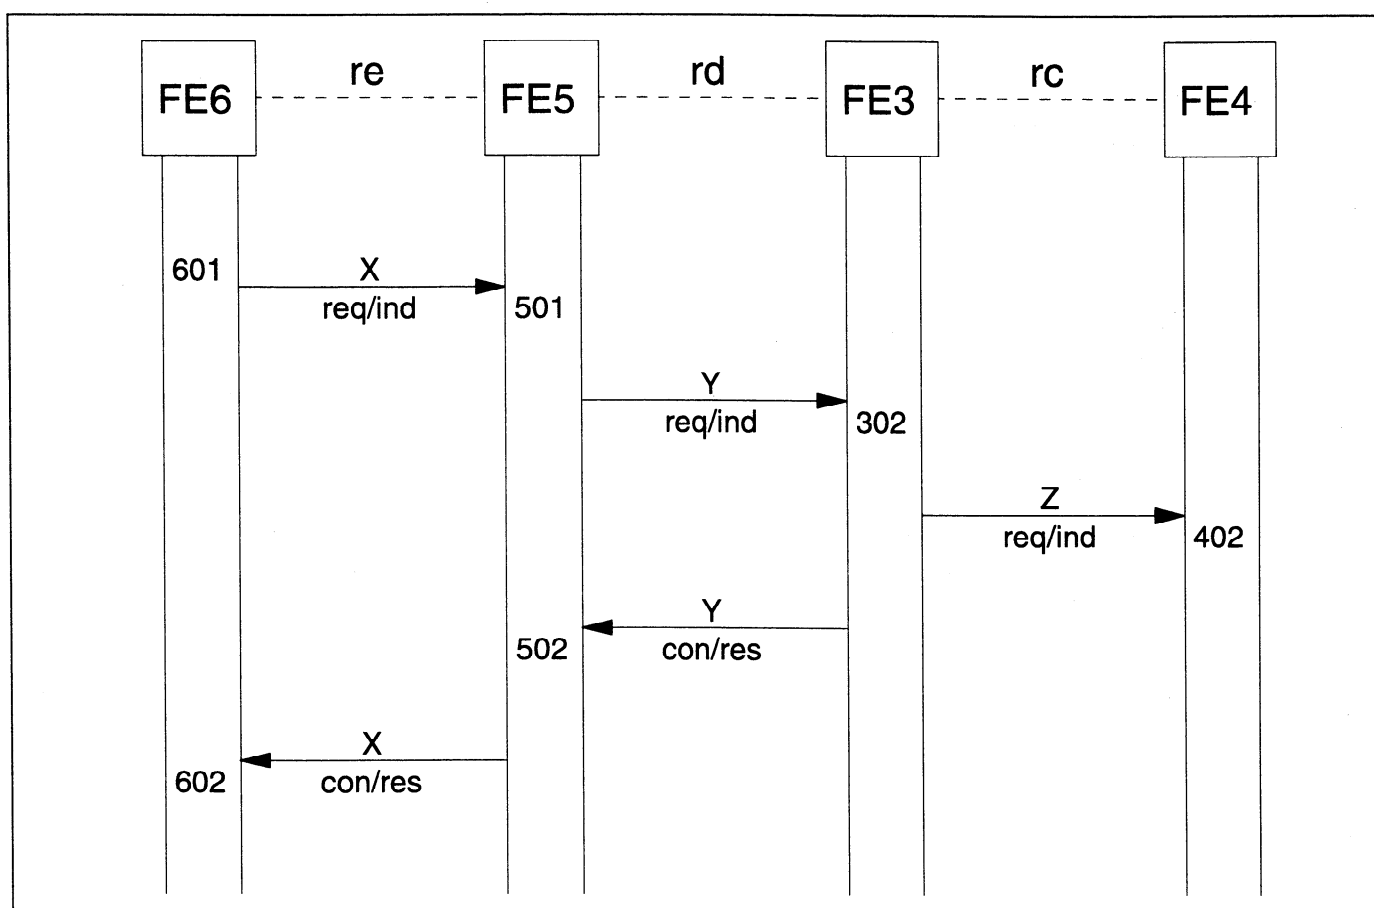 re
rd
rc
FE6
FE5
FE3
FE4
601
X
req/ind
501
Y
req/ind
302
Z
req/ind
402
Y
con/res
502
X
con/res
602